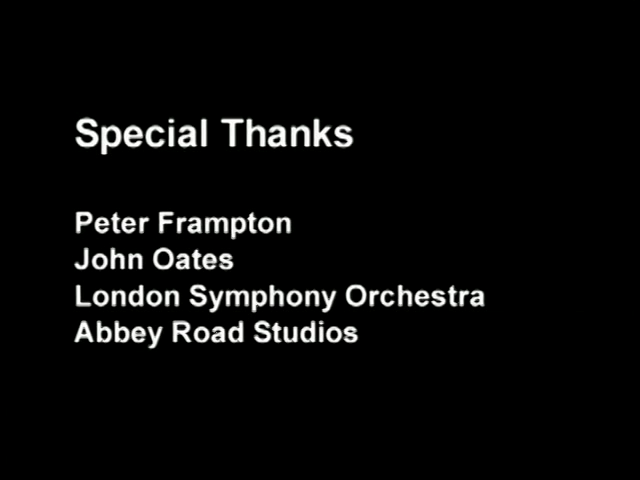 Special Thanks
Peter Frampton
John Oates
London Symphony Orchestra
Abbey Road Studios